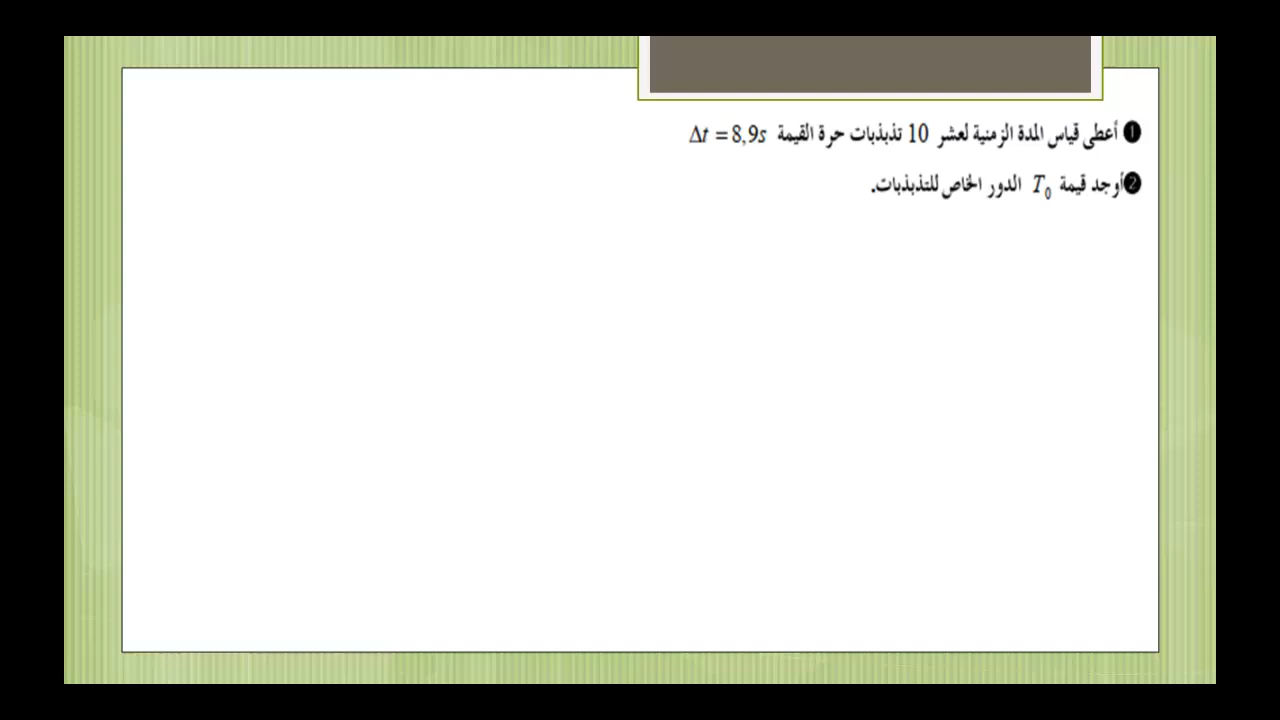 ❶ أعطى قياس المدة الزمنية لعشر 10 تذبذبات حرة القيمة Δt = 8,9s
❷أوجد قيمة T₀ الدور الخاص للتذبذبات.